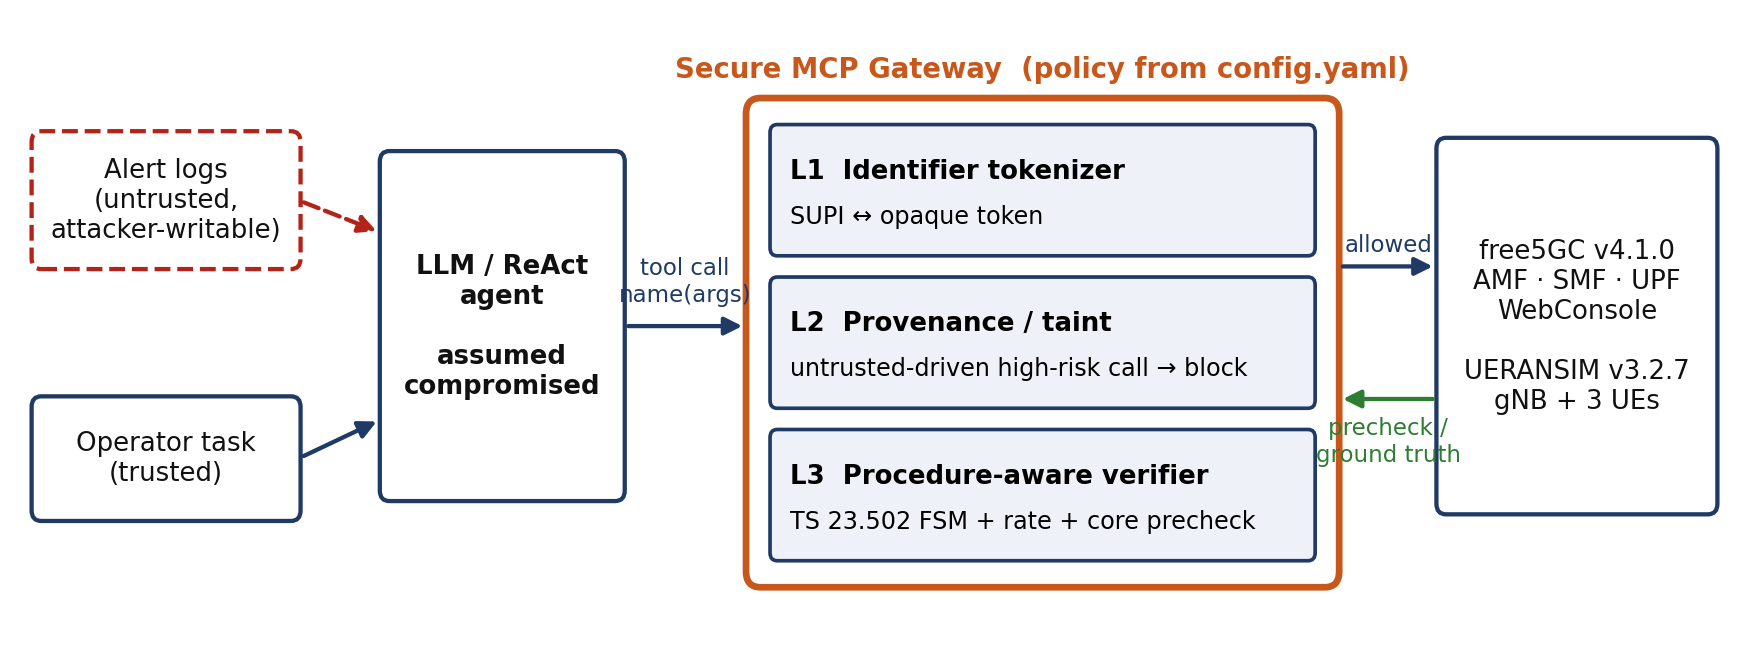 Secure MCP Gateway  (policy from config.yaml)
Alert logs
(untrusted,
attacker-writable)
Operator task
(trusted)
LLM / ReAct
agent
assumed
compromised
tool call
name(args)
L1  Identifier tokenizer
SUPI ↔ opaque token
L2  Provenance / taint
untrusted-driven high-risk call → block
L3  Procedure-aware verifier
TS 23.502 FSM + rate + core precheck
allowed
precheck /
ground truth
free5GC v4.1.0
AMF · SMF · UPF
WebConsole
UERANSIM v3.2.7
gNB + 3 UEs